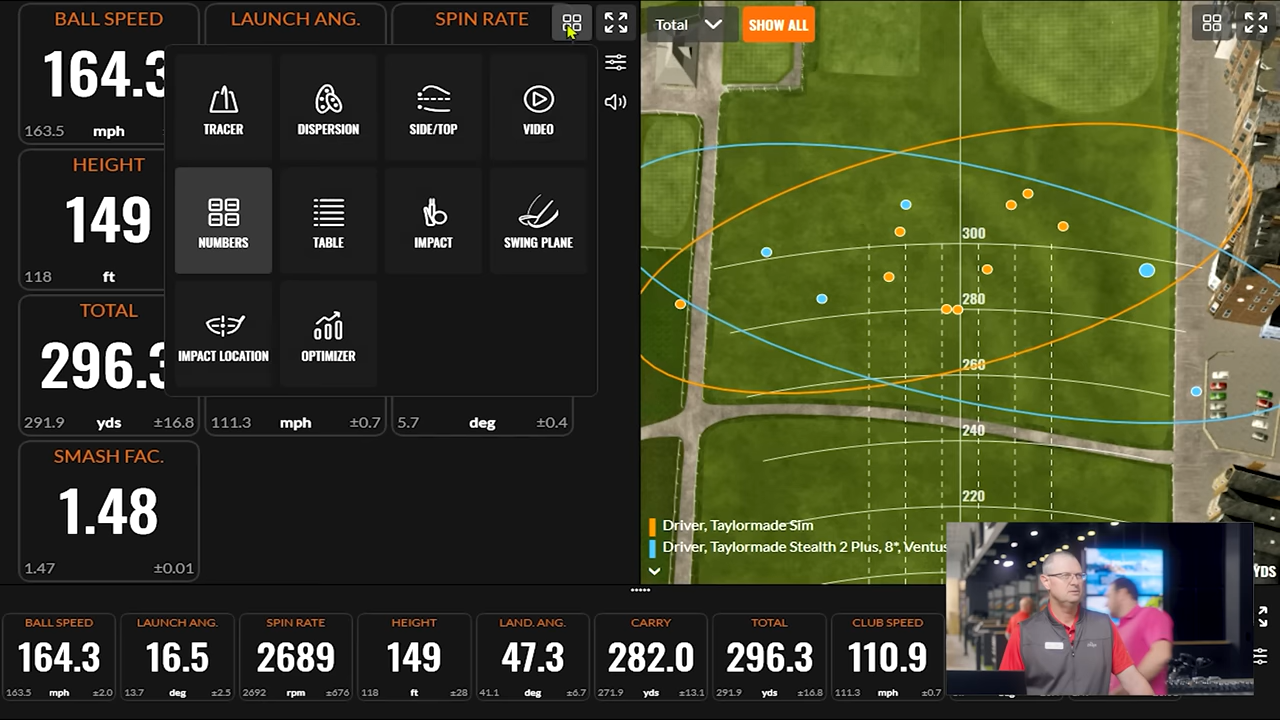 BALL SPEED
LAUNCH ANG.
SPIN RATE
164.3
163.5 mph
HEIGHT
149
118 ft
TOTAL
296.3
291.9 yds ±16.8
111.3 mph ±0.7
5.7 deg ±0.4
SMASH FAC.
1.48
1.47 ±0.01
TRACER
DISPERSION
SIDE/TOP
VIDEO
NUMBERS
TABLE
IMPACT
SWING PLANE
IMPACT LOCATION
OPTIMIZER
Total
SHOW ALL
300
280
260
240
220
Driver, Taylormade Sim
Driver, Taylormade Stealth 2 Plus, 8*, Ventus
YDS
BALL SPEED
164.3
163.5 mph ±2.0
LAUNCH ANG.
16.5
13.7 deg ±2.5
SPIN RATE
2689
2692 rpm ±676
HEIGHT
149
118 ft ±28
LAND. ANG.
47.3
41.1 deg ±6.7
CARRY
282.0
271.9 yds ±13.1
TOTAL
296.3
291.9 yds ±16.8
CLUB SPEED
110.9
111.3 mph ±0.7